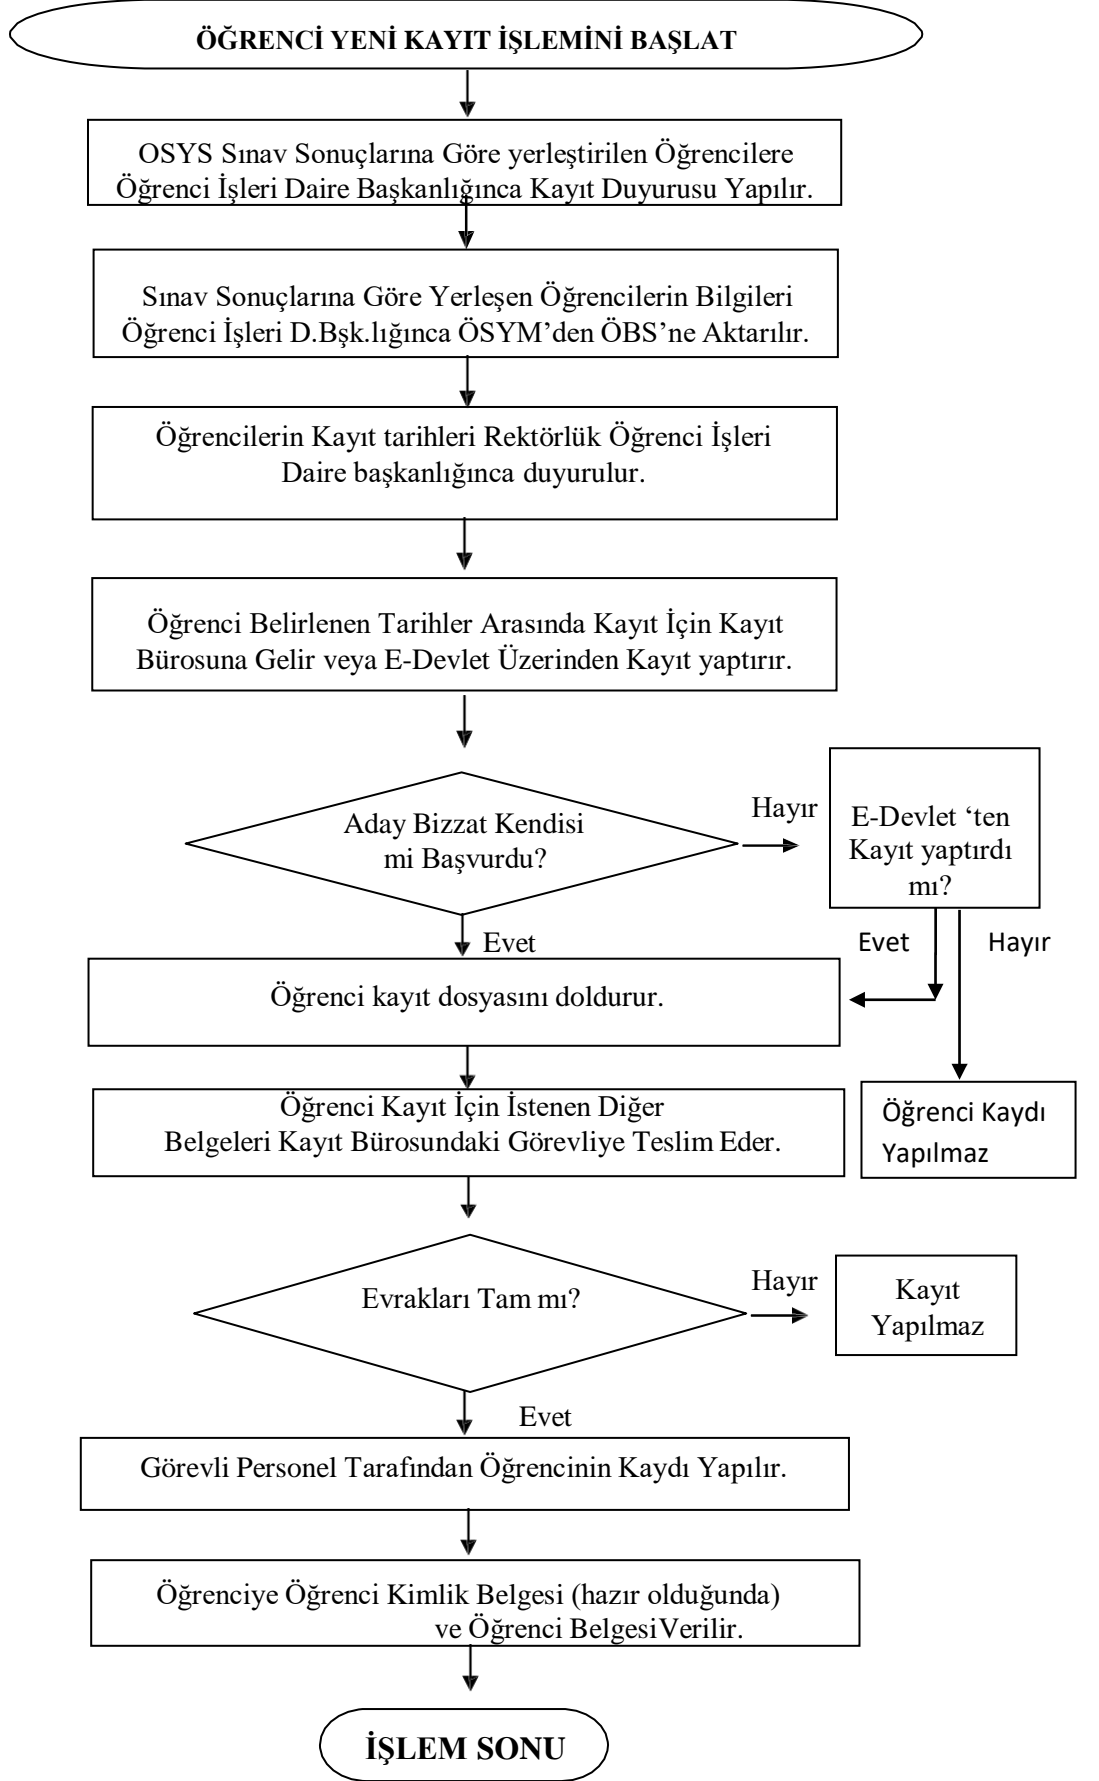 ÖĞRENCİ YENİ KAYIT İŞLEMİNİ BAŞLAT
OSYS Sınav Sonuçlarına Göre yerleştirilen Öğrencilere
Öğrenci İşleri Daire Başkanlığınca Kayıt Duyurusu Yapılır.
Sınav Sonuçlarına Göre Yerleşen Öğrencilerin Bilgileri
Öğrenci İşleri D.Bşk.lığınca ÖSYM’den ÖBS’ne Aktarılır.
Öğrencilerin Kayıt tarihleri Rektörlük Öğrenci İşleri
Daire başkanlığınca duyurulur.
Öğrenci Belirlenen Tarihler Arasında Kayıt İçin Kayıt
Bürosuna Gelir veya E-Devlet Üzerinden Kayıt yaptırır.
Aday Bizzat Kendisi
mi Başvurdu?
Hayır
E-Devlet ‘ten
Kayıt yaptırdı
mı?
Evet
Evet
Hayır
Öğrenci kayıt dosyasını doldurur.
Öğrenci Kayıt İçin İstenen Diğer
Belgeleri Kayıt Bürosundaki Görevliye Teslim Eder.
Öğrenci Kaydı
Yapılmaz
Evrakları Tam mı?
Hayır
Kayıt
Yapılmaz
Evet
Görevli Personel Tarafından Öğrencinin Kaydı Yapılır.
Öğrenciye Öğrenci Kimlik Belgesi (hazır olduğunda)
ve Öğrenci BelgesiVerilir.
İŞLEM SONU